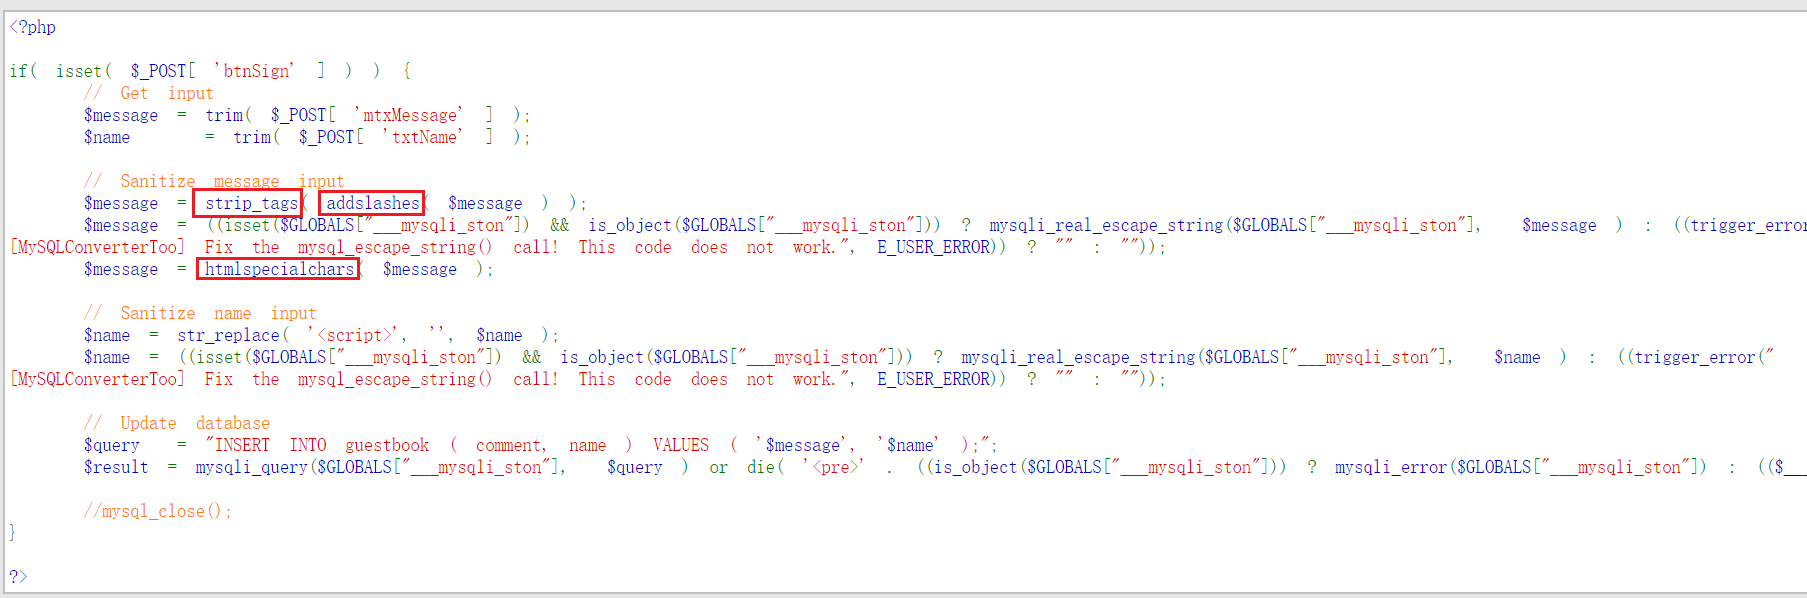 <?php
if( isset( $_POST[ 'btnSign' ] ) ) {
// Get input
$message = trim( $_POST[ 'mtxMessage' ] );
$name = trim( $_POST[ 'txtName' ] );
// Sanitize message input
$message = strip_tags( addslashes( $message ) );
$message = ((isset($GLOBALS["___mysqli_ston"]) && is_object($GLOBALS["___mysqli_ston"])) ? mysqli_real_escape_string($GLOBALS["___mysqli_ston"], $message ) : ((trigger_error
[MySQLConverterToo] Fix the mysql_escape_string() call! This code does not work.", E_USER_ERROR)) ? "" : ""));
$message = htmlspecialchars( $message );
// Sanitize name input
$name = str_replace( '<script>', '', $name );
$name = ((isset($GLOBALS["___mysqli_ston"]) && is_object($GLOBALS["___mysqli_ston"])) ? mysqli_real_escape_string($GLOBALS["___mysqli_ston"], $name ) : ((trigger_error("
[MySQLConverterToo] Fix the mysql_escape_string() call! This code does not work.", E_USER_ERROR)) ? "" : ""));
// Update database
$query = "INSERT INTO guestbook ( comment, name ) VALUES ( '$message', '$name' );";
$result = mysqli_query($GLOBALS["___mysqli_ston"], $query ) or die( '<pre>' . ((is_object($GLOBALS["___mysqli_ston"])) ? mysqli_error($GLOBALS["___mysqli_ston"]) : (($___
//mysql_close();
}
?>